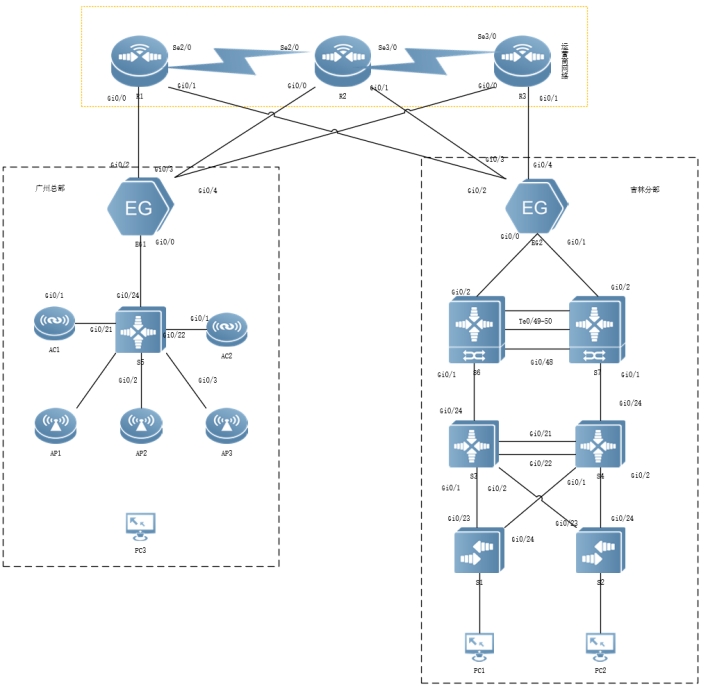 Se2/0
Se2/0
Se3/0
Se3/0
运营商网络
R1
R2
R3
Gi0/0
Gi0/1
Gi0/0
Gi0/1
Gi0/0
Gi0/1
Gi0/2
Gi0/3
Gi0/4
Gi0/3
Gi0/4
Gi0/2
广州总部
吉林分部
EG
EG
EG1
EG2
Gi0/0
Gi0/0
Gi0/1
Gi0/1
Gi0/24
Gi0/1
Gi0/2
Gi0/2
Gi0/21
Gi0/22
Te0/49-50
AC1
S5
AC2
Gi0/48
S6
S7
Gi0/2
Gi0/3
Gi0/1
Gi0/1
Gi0/24
Gi0/24
Gi0/21
Gi0/22
AP1
AP2
AP3
S3
S4
Gi0/1
Gi0/2
Gi0/1
Gi0/2
Gi0/23
Gi0/24
Gi0/23
Gi0/24
PC3
S1
S2
PC1
PC2